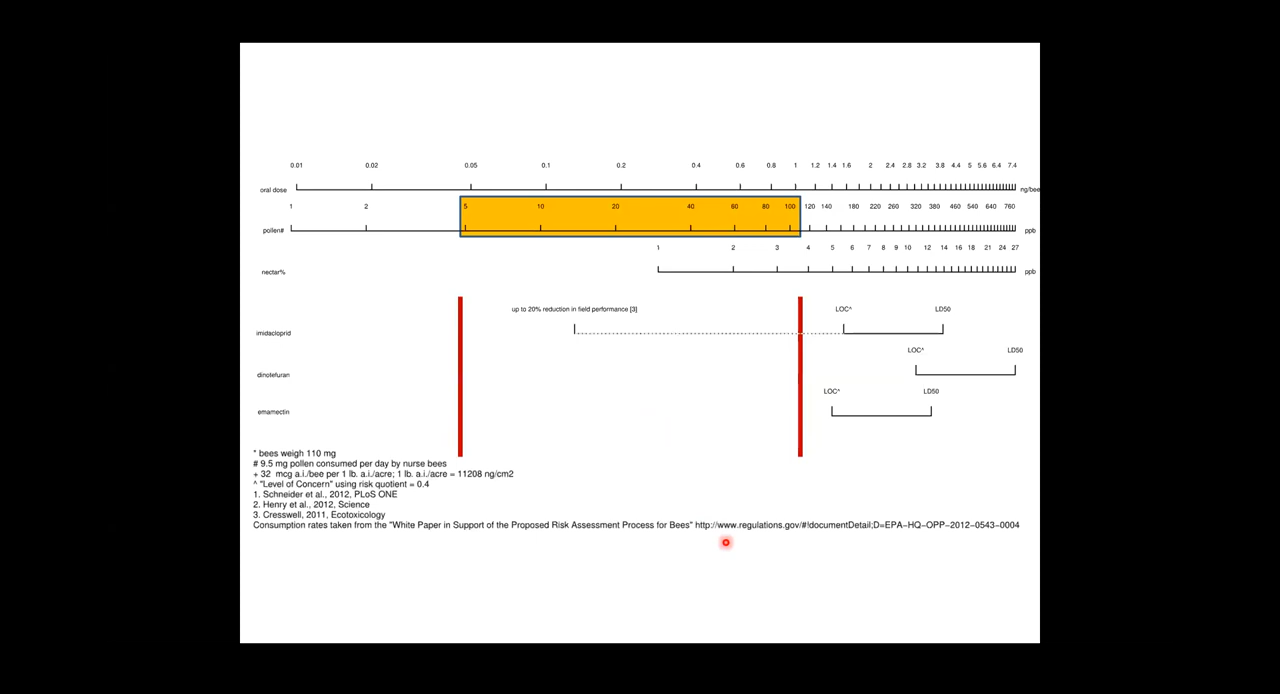 0.01 0.02 0.05 0.1 0.2 0.4 0.6 0.8 1 1.2 1.4 1.6 2 2.4 2.8 3.2 3.8 4.4 5 5.6 6.4 7.4
oral dose ng/bee
1 2 5 10 20 40 60 80 100 120 140 180 220 260 320 380 460 540 640 760
pollen# ppb
1 2 3 4 5 6 7 8 9 10 12 14 16 18 21 24 27
nectar% ppb
up to 20% reduction in field performance [3] LOC^ LD50
imidacloprid
LOC^ LD50
dinotefuran
LOC^ LD50
emamectin
* bees weigh 110 mg
# 9.5 mg pollen consumed per day by nurse bees
+ 32 mcg a.i./bee per 1 lb. a.i./acre; 1 lb. a.i./acre = 11208 ng/cm2
^ "Level of Concern" using risk quotient = 0.4
1. Schneider et al., 2012, PLoS ONE
2. Henry et al., 2012, Science
3. Cresswell, 2011, Ecotoxicology
Consumption rates taken from the "White Paper in Support of the Proposed Risk Assessment Process for Bees" http://www.regulations.gov/#!documentDetail;D=EPA−HQ−OPP−2012−0543−0004